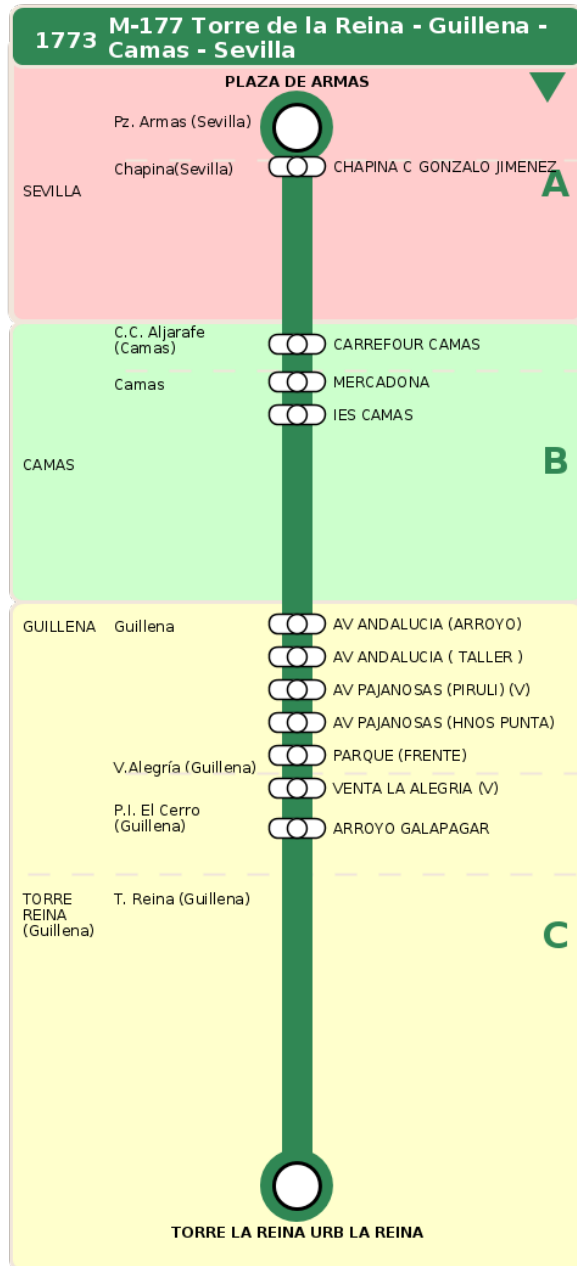 1773
M-177 Torre de la Reina - Guillena -
Camas - Sevilla
PLAZA DE ARMAS
Pz. Armas (Sevilla)
Chapina(Sevilla)
CHAPINA C GONZALO JIMENEZ
SEVILLA
A
C.C. Aljarafe
(Camas)
CARREFOUR CAMAS
Camas
MERCADONA
IES CAMAS
CAMAS
B
GUILLENA
Guillena
AV ANDALUCIA (ARROYO)
AV ANDALUCIA ( TALLER )
AV PAJANOSAS (PIRULI) (V)
AV PAJANOSAS (HNOS PUNTA)
PARQUE (FRENTE)
V.Alegría (Guillena)
VENTA LA ALEGRIA (V)
P.I. El Cerro
(Guillena)
ARROYO GALAPAGAR
TORRE
REINA
(Guillena)
T. Reina (Guillena)
C
TORRE LA REINA URB LA REINA